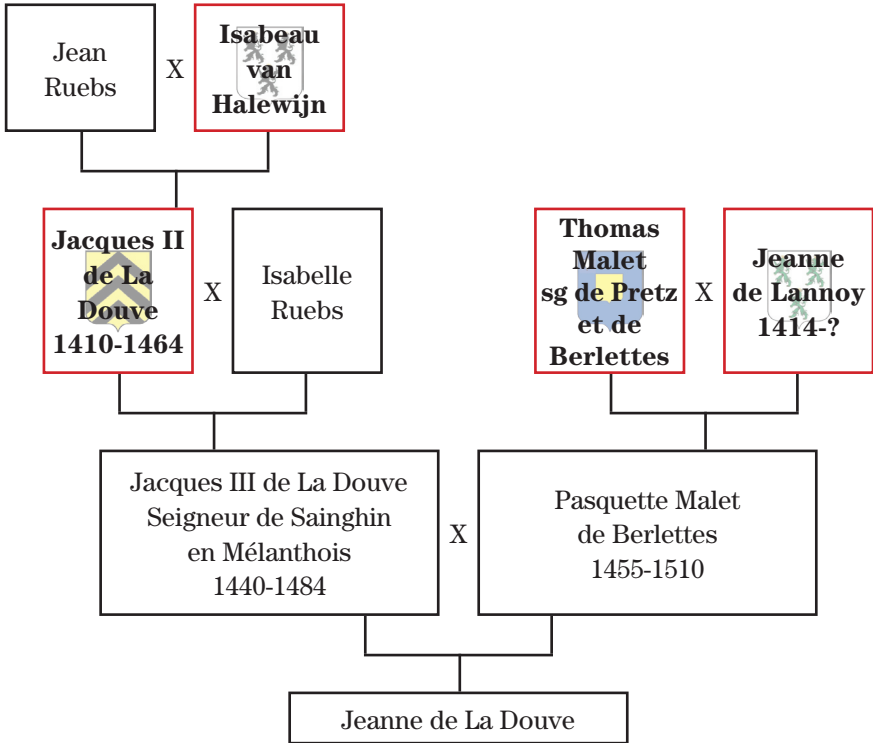 Jean
Ruebs
X
Isabeau
van
Halewijn
Jacques II
de La
Douve
1410-1464
X
Isabelle
Ruebs
Thomas
Malet
sg de Pretz
et de
Berlettes
X
Jeanne
de Lannoy
1414-?
Jacques III de La Douve
Seigneur de Sainghin
en Mélanthois
1440-1484
X
Pasquette Malet
de Berlettes
1455-1510
Jeanne de La Douve